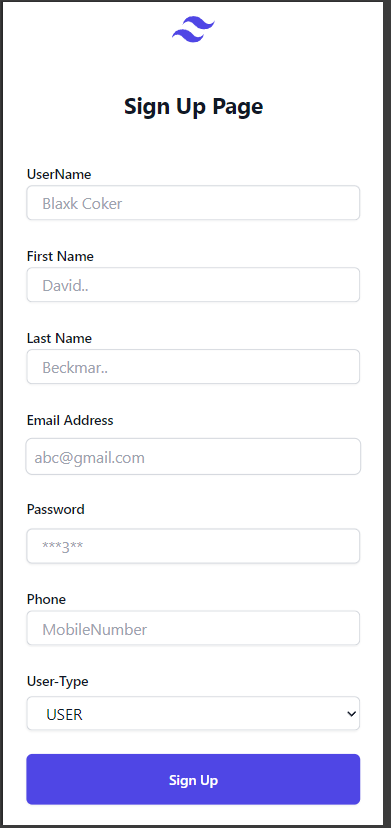 Sign Up Page
UserName
Blaxk Coker
First Name
David..
Last Name
Beckmar..
Email Address
abc@gmail.com
Password
***3**
Phone
MobileNumber
User-Type
USER
Sign Up